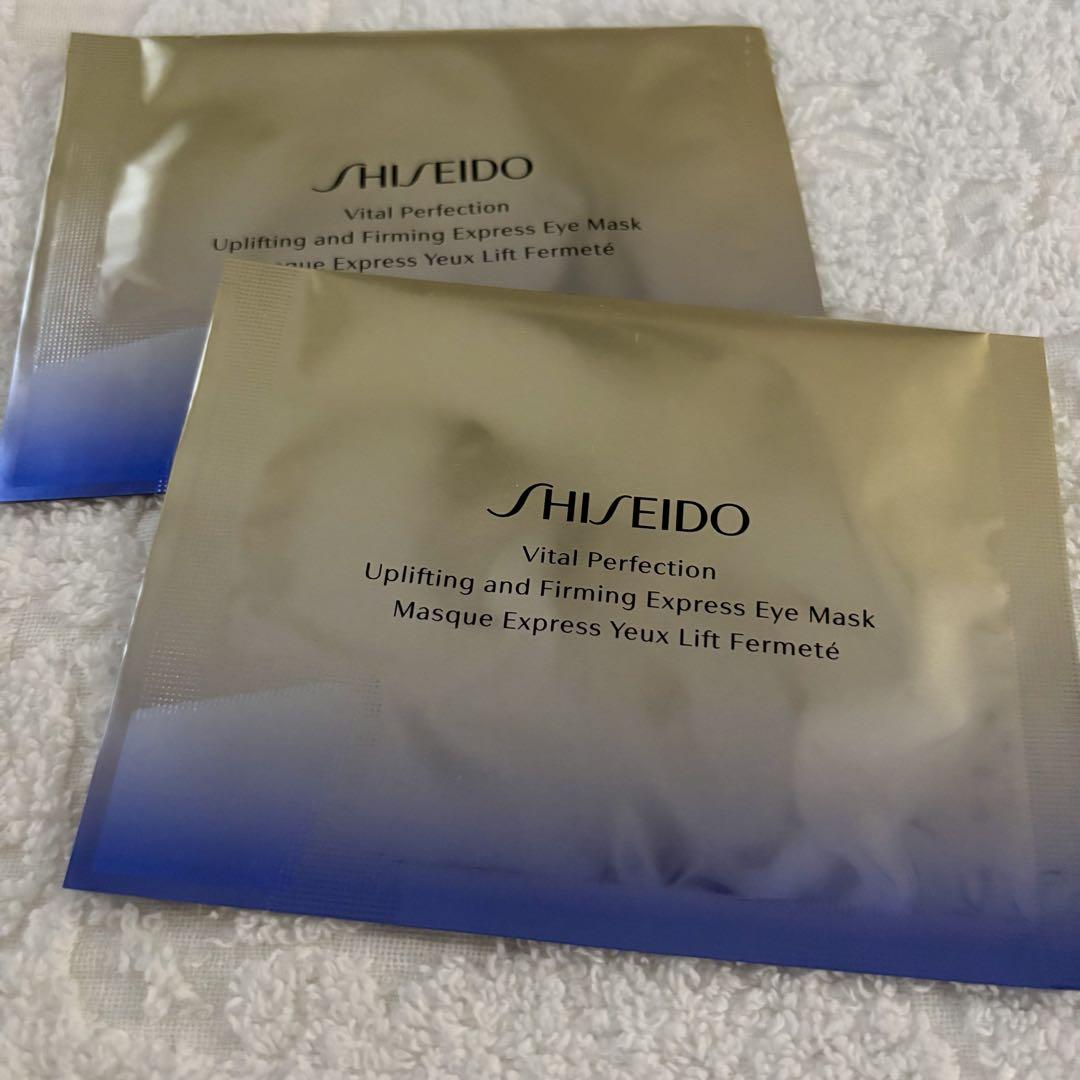 SHISEIDO
Vital Perfection
Uplifting and Firming Express Eye Mask
Express Yeux Lift Fermeté
SHISEIDO
Vital Perfection
Uplifting and Firming Express Eye Mask
Masque Express Yeux Lift Fermeté